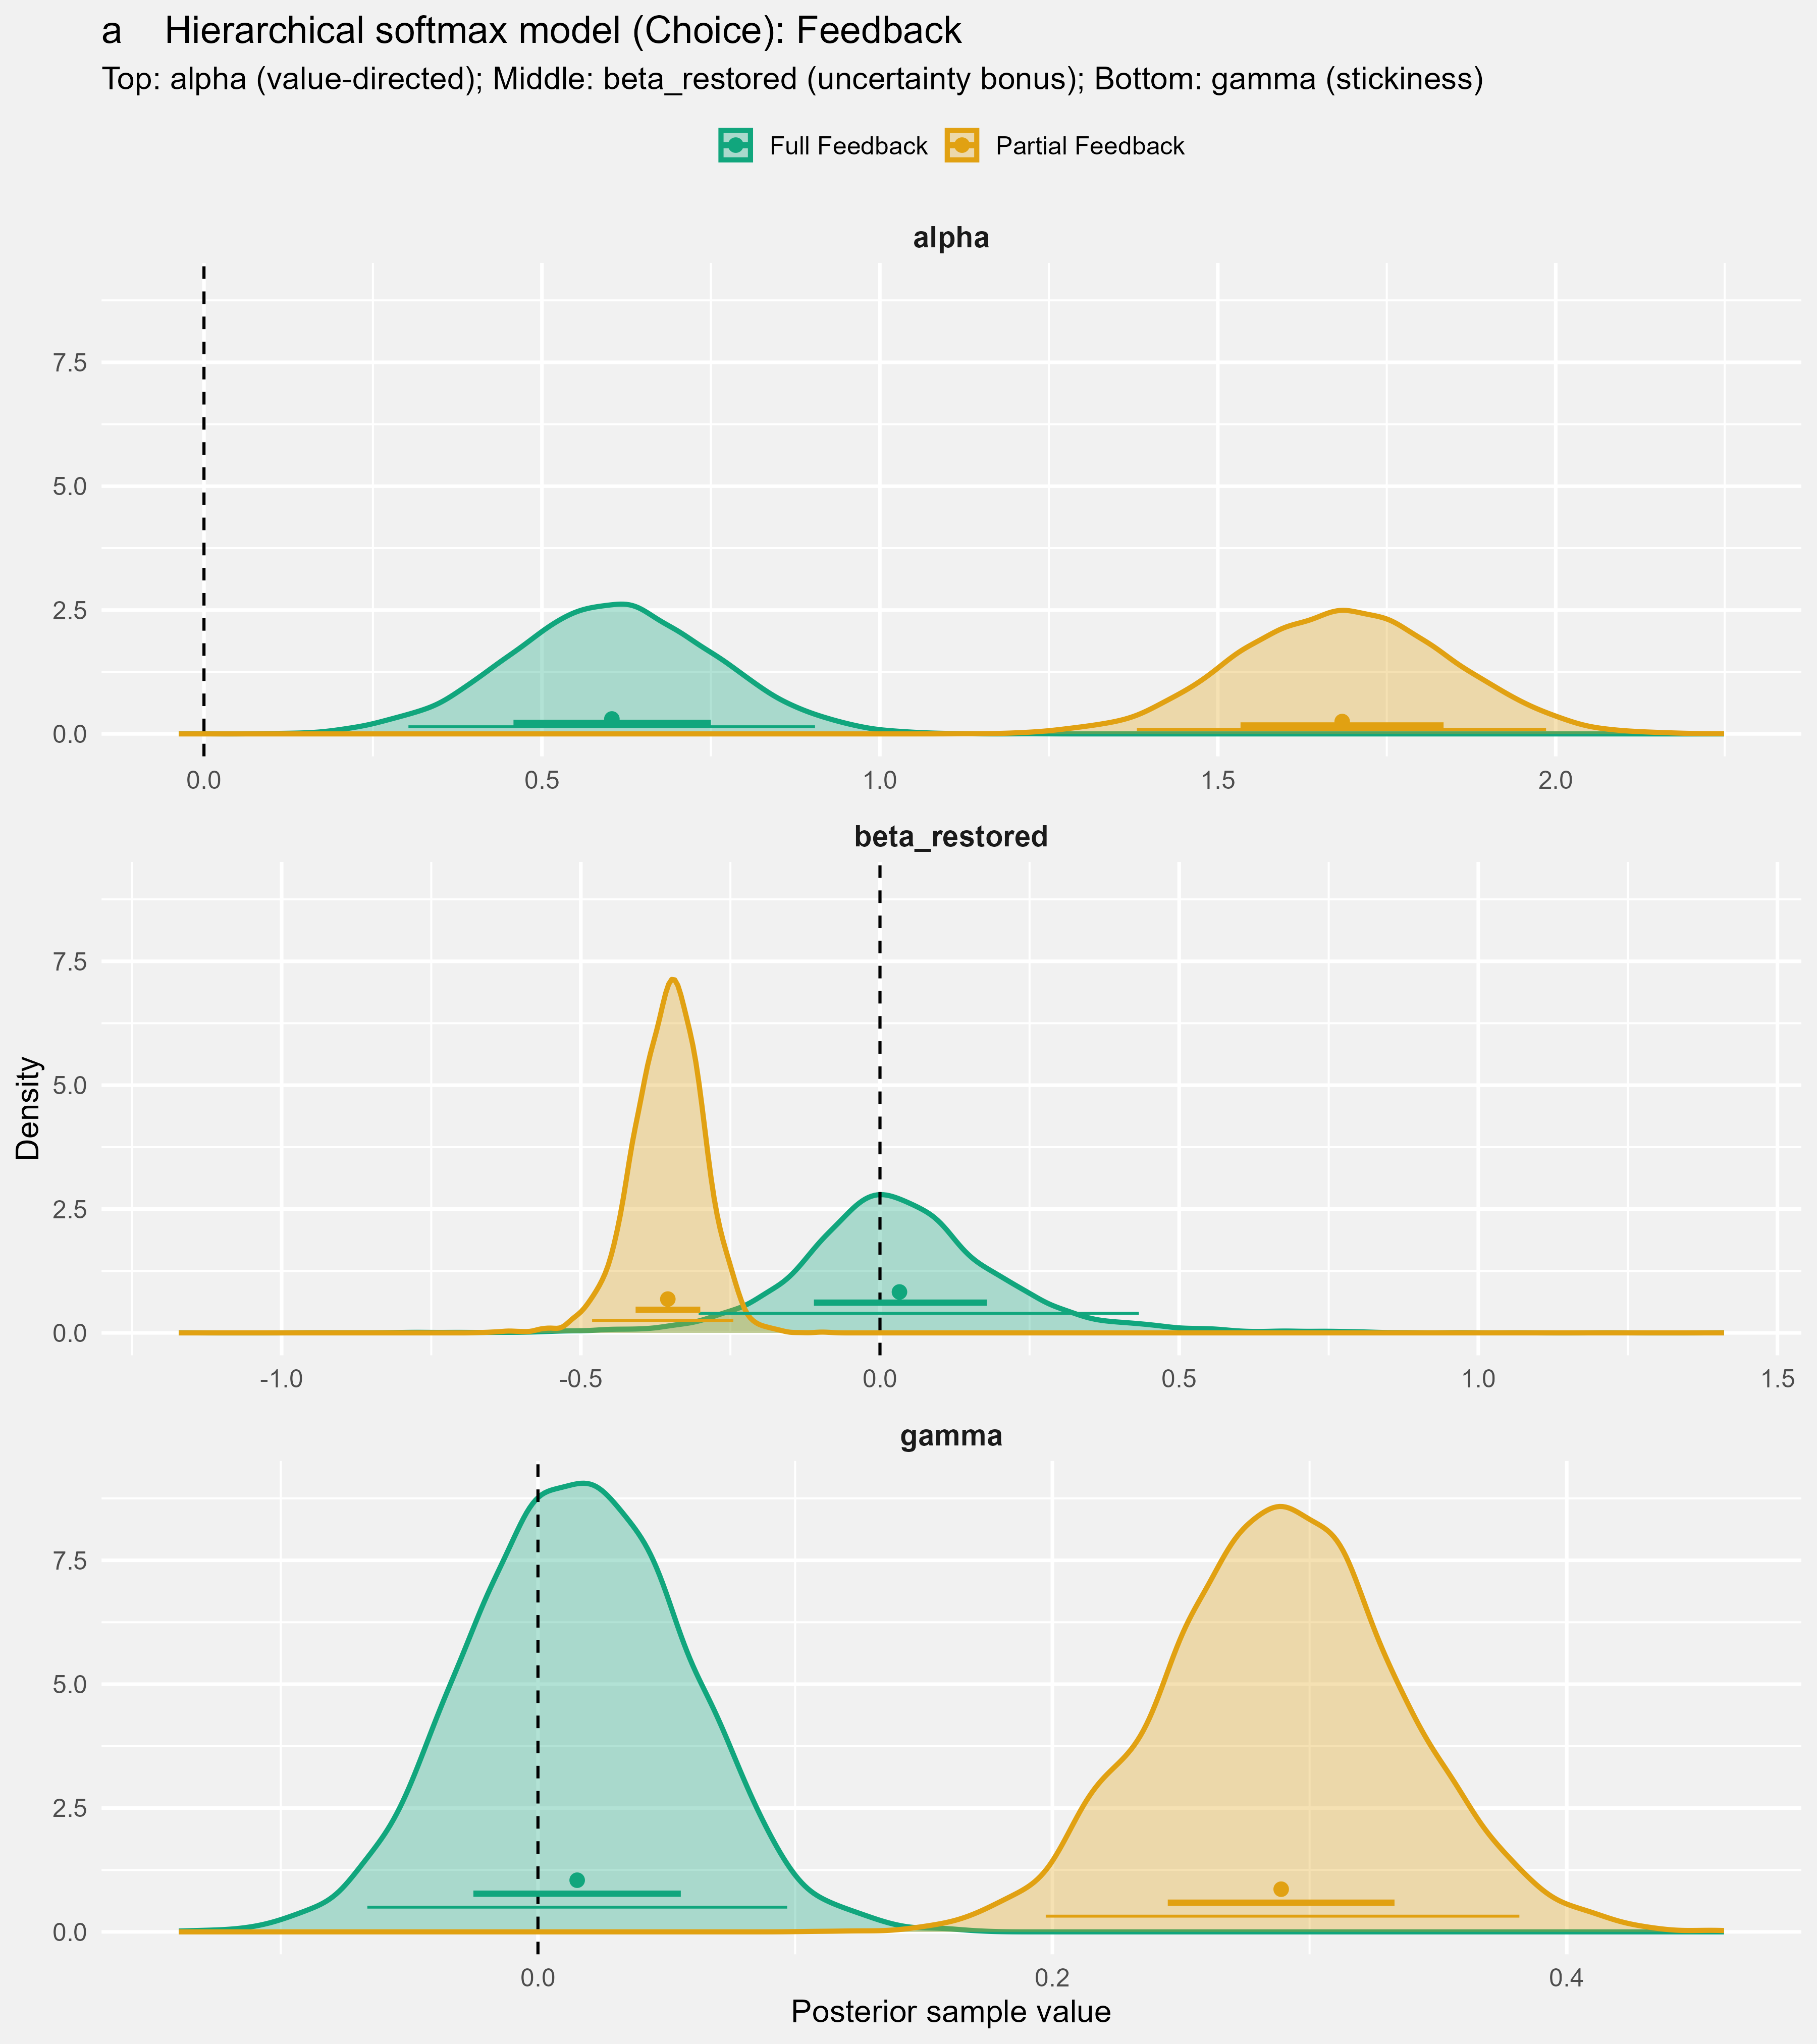 a Hierarchical softmax model (Choice): Feedback
Top: alpha (value-directed); Middle: beta_restored (uncertainty bonus); Bottom: gamma (stickiness)
Full Feedback Partial Feedback
alpha
7.5
5.0
2.5
0.0
0.0 0.5 1.0 1.5 2.0
beta_restored
Density
7.5
5.0
2.5
0.0
-1.0 -0.5 0.0 0.5 1.0 1.5
gamma
7.5
5.0
2.5
0.0
0.0 0.2 0.4
Posterior sample value